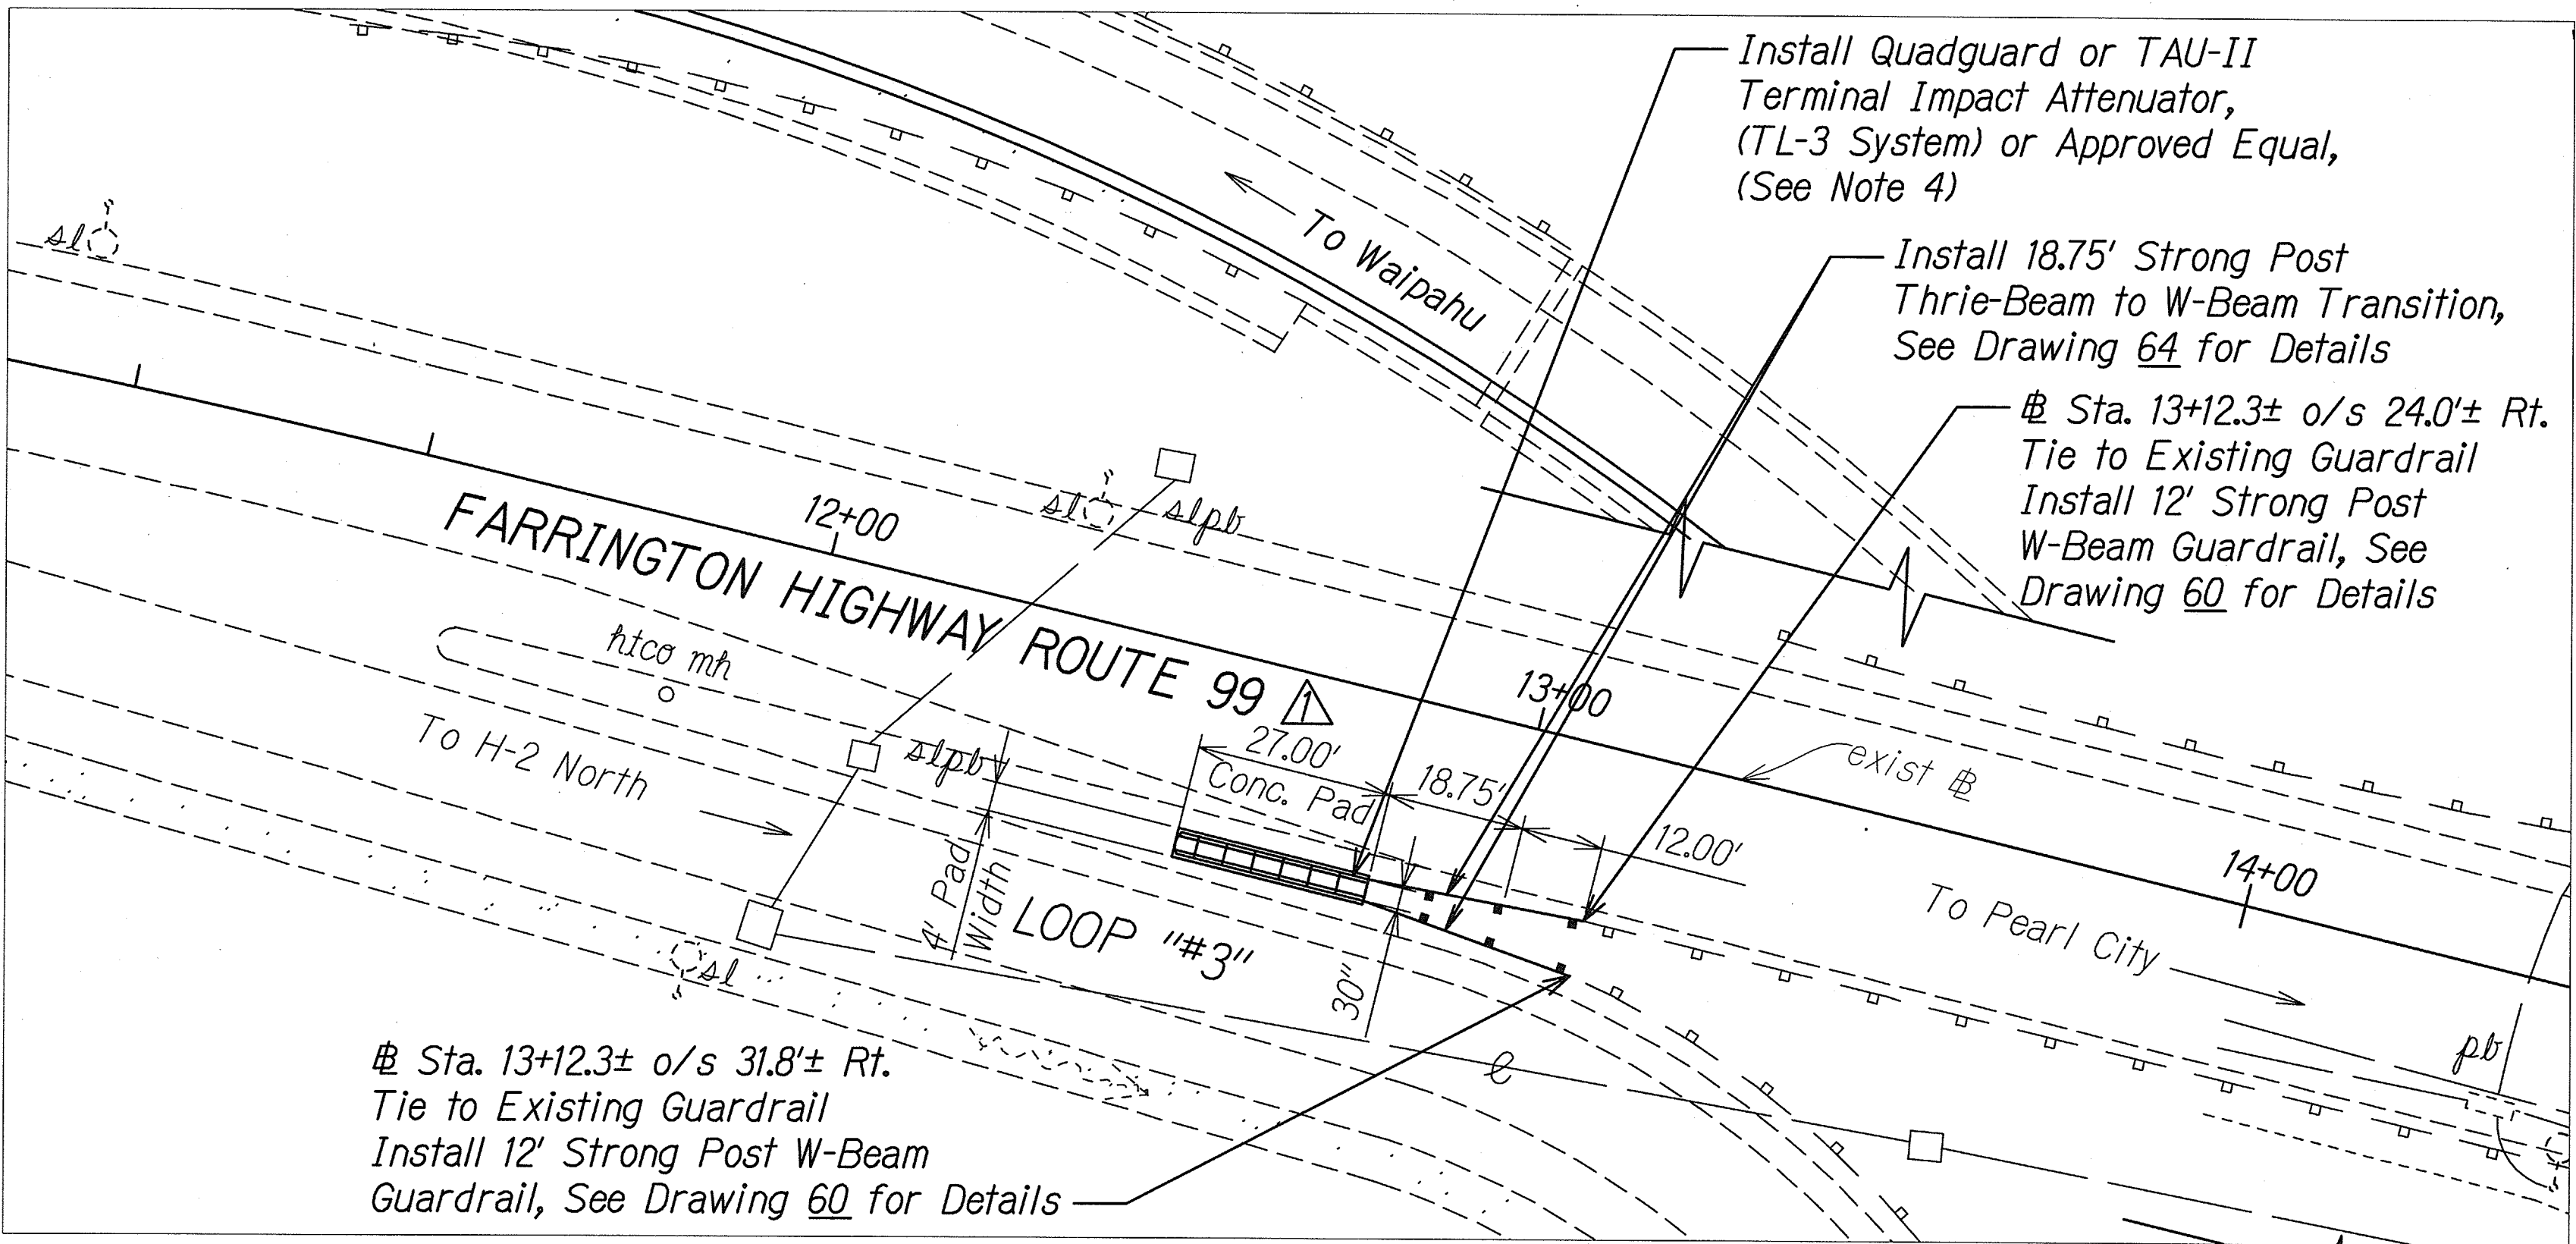 Install Quadguard or TAU-II
Terminal Impact Attenuator,
(TL-3 System) or Approved Equal,
(See Note 4)
Install 18.75' Strong Post
Thrie-Beam to W-Beam Transition,
See Drawing 64 for Details
℄ Sta. 13+12.3± o/s 24.0'± Rt.
Tie to Existing Guardrail
Install 12' Strong Post
W-Beam Guardrail, See
Drawing 60 for Details
To Waipahu
sl
sl
slpb
12+00
FARRINGTON HIGHWAY ROUTE 99
1
htco mh
To H-2 North
slpb
27.00'
Conc. Pad
18.75'
12.00'
13+00
exist ℄
14+00
To Pearl City
4' Pad
Width
LOOP "#3"
30"
sl
ℓ
pb
℄ Sta. 13+12.3± o/s 31.8'± Rt.
Tie to Existing Guardrail
Install 12' Strong Post W-Beam
Guardrail, See Drawing 60 for Details